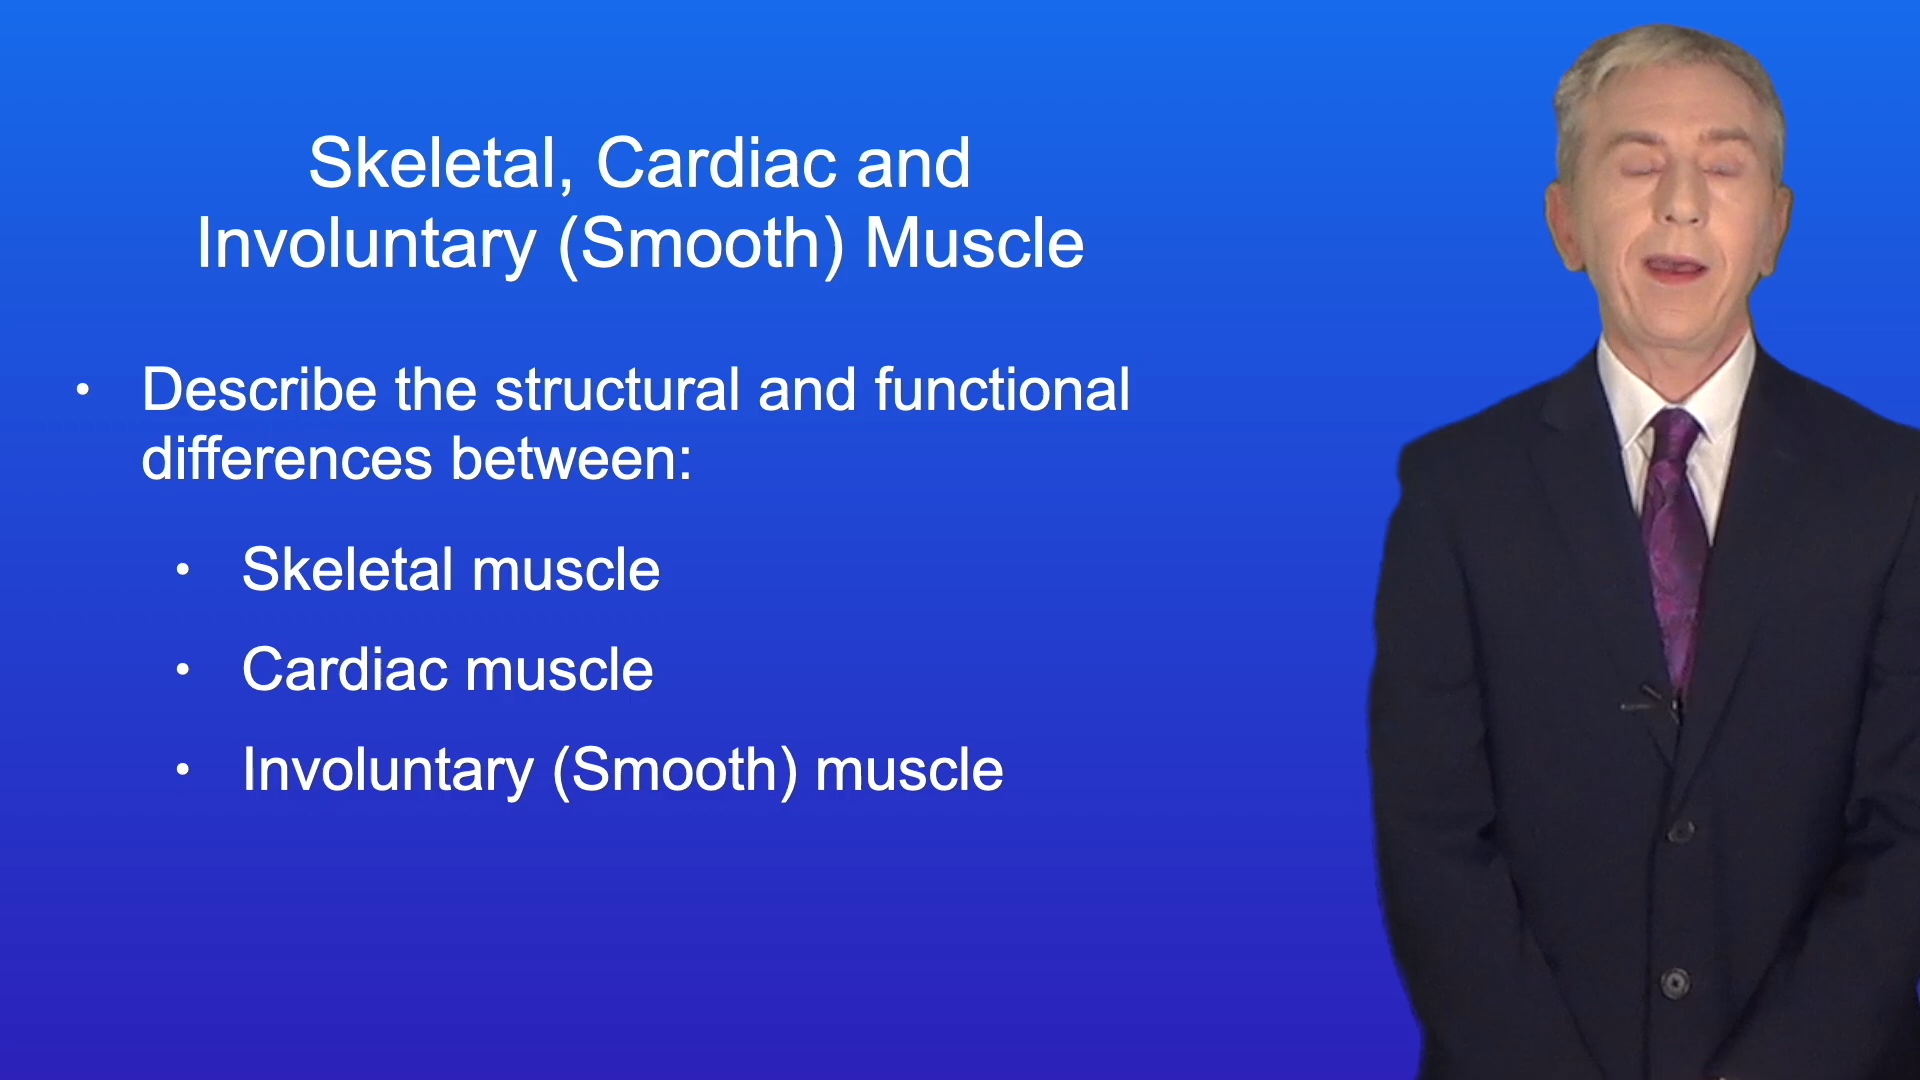 Skeletal, Cardiac and
Involuntary (Smooth) Muscle
• Describe the structural and functional
differences between:
• Skeletal muscle
• Cardiac muscle
• Involuntary (Smooth) muscle